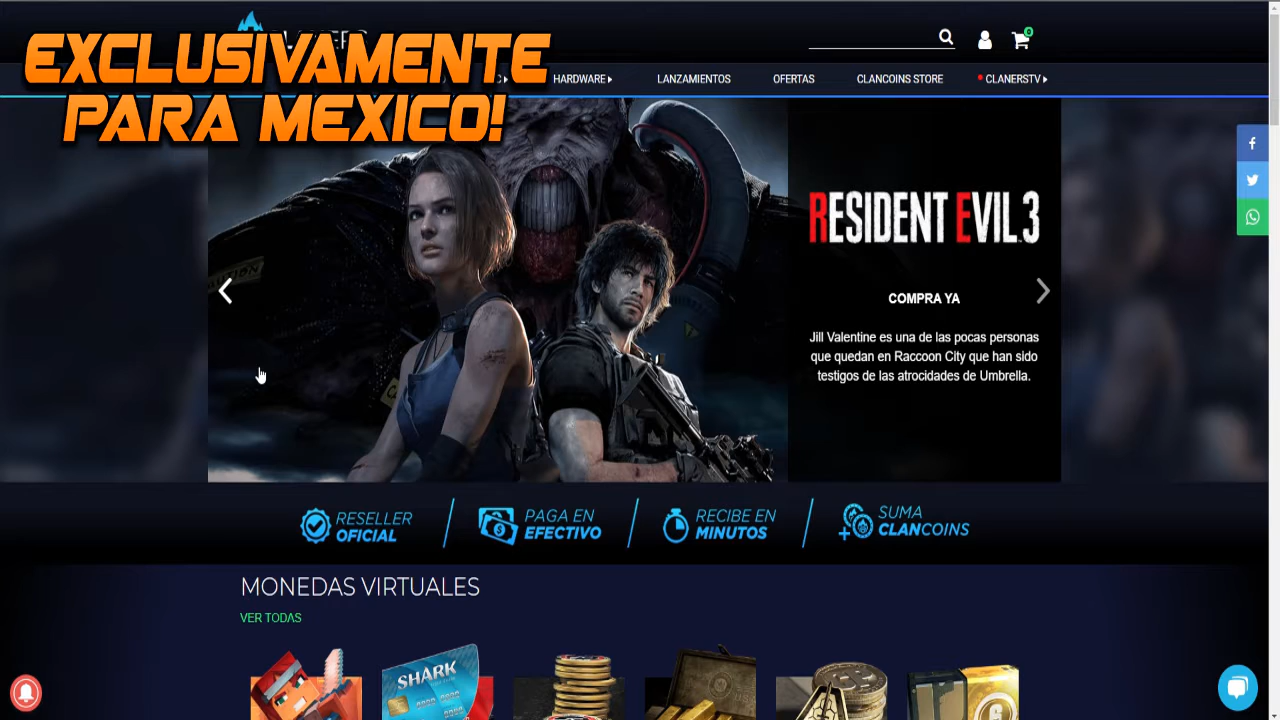 EXCLUSIVAMENTE
PARA MEXICO!
0
HARDWARE
LANZAMIENTOS
OFERTAS
CLANCOINS STORE
CLANERSTV
RESIDENT EVIL 3
COMPRA YA
Jill Valentine es una de las pocas personas
que quedan en Raccoon City que han sido
testigos de las atrocidades de Umbrella.
RESELLER
OFICIAL
PAGA EN
EFECTIVO
RECIBE EN
MINUTOS
SUMA
CLANCOINS
MONEDAS VIRTUALES
VER TODAS
SHARK